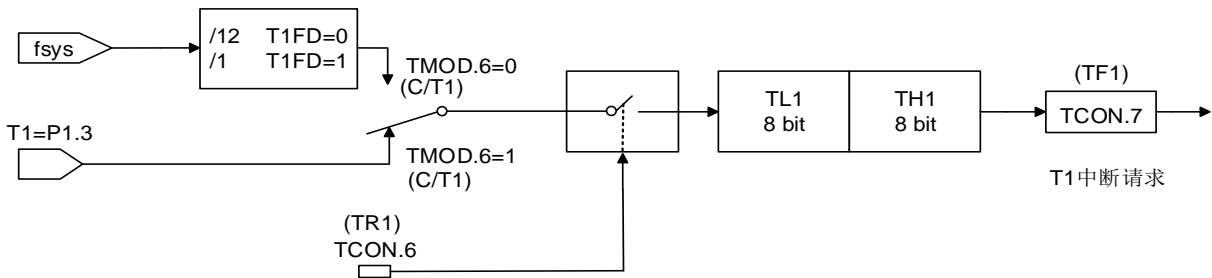 fsys
/12 T1FD=0
/1 T1FD=1
TMOD.6=0
(C/T1)
T1=P1.3
TMOD.6=1
(C/T1)
(TR1)
TCON.6
TL1
8 bit
TH1
8 bit
(TF1)
TCON.7
T1中断请求